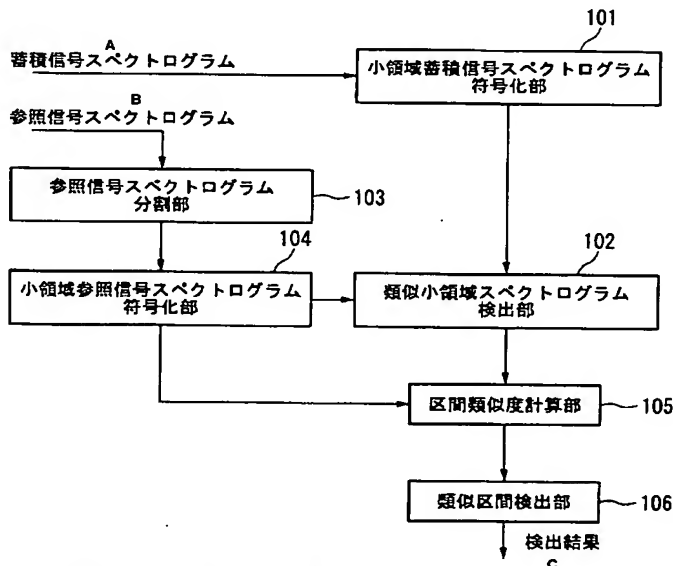 101
A
蓄積信号スペクトログラム
小領域蓄積信号スペクトログラム
符号化部
B
参照信号スペクトログラム
参照信号スペクトログラム
分割部
103
104
102
小領域参照信号スペクトログラム
符号化部
類似小領域スペクトログラム
検出部
区間類似度計算部
105
類似区間検出部
106
検出結果
C